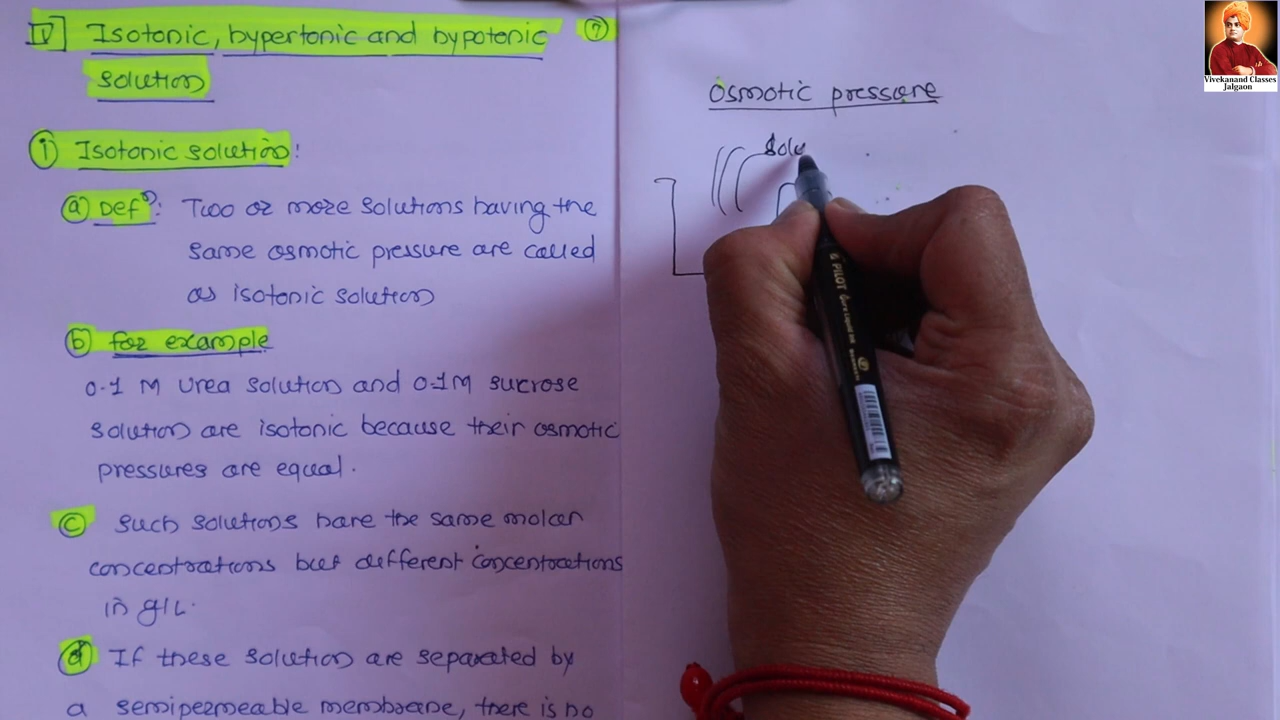 IV] Isotonic, hypertonic and hypotonic
solution
7
i) Isotonic solution:
a) Defⁿ: Two or more solutions having the
same osmotic pressure are called
as isotonic solution
b) for example
0.1 M urea solution and 0.1M sucrose
solution are isotonic because their osmotic
pressures are equal.
c) Such solutions have the same molar
concentrations but different concentrations
in g/L.
d) If these solution are separated by
a semipermeable membrane, there is no
Osmotic pressure
Solu
PILOT
Vivekanand Classes
Jalgaon